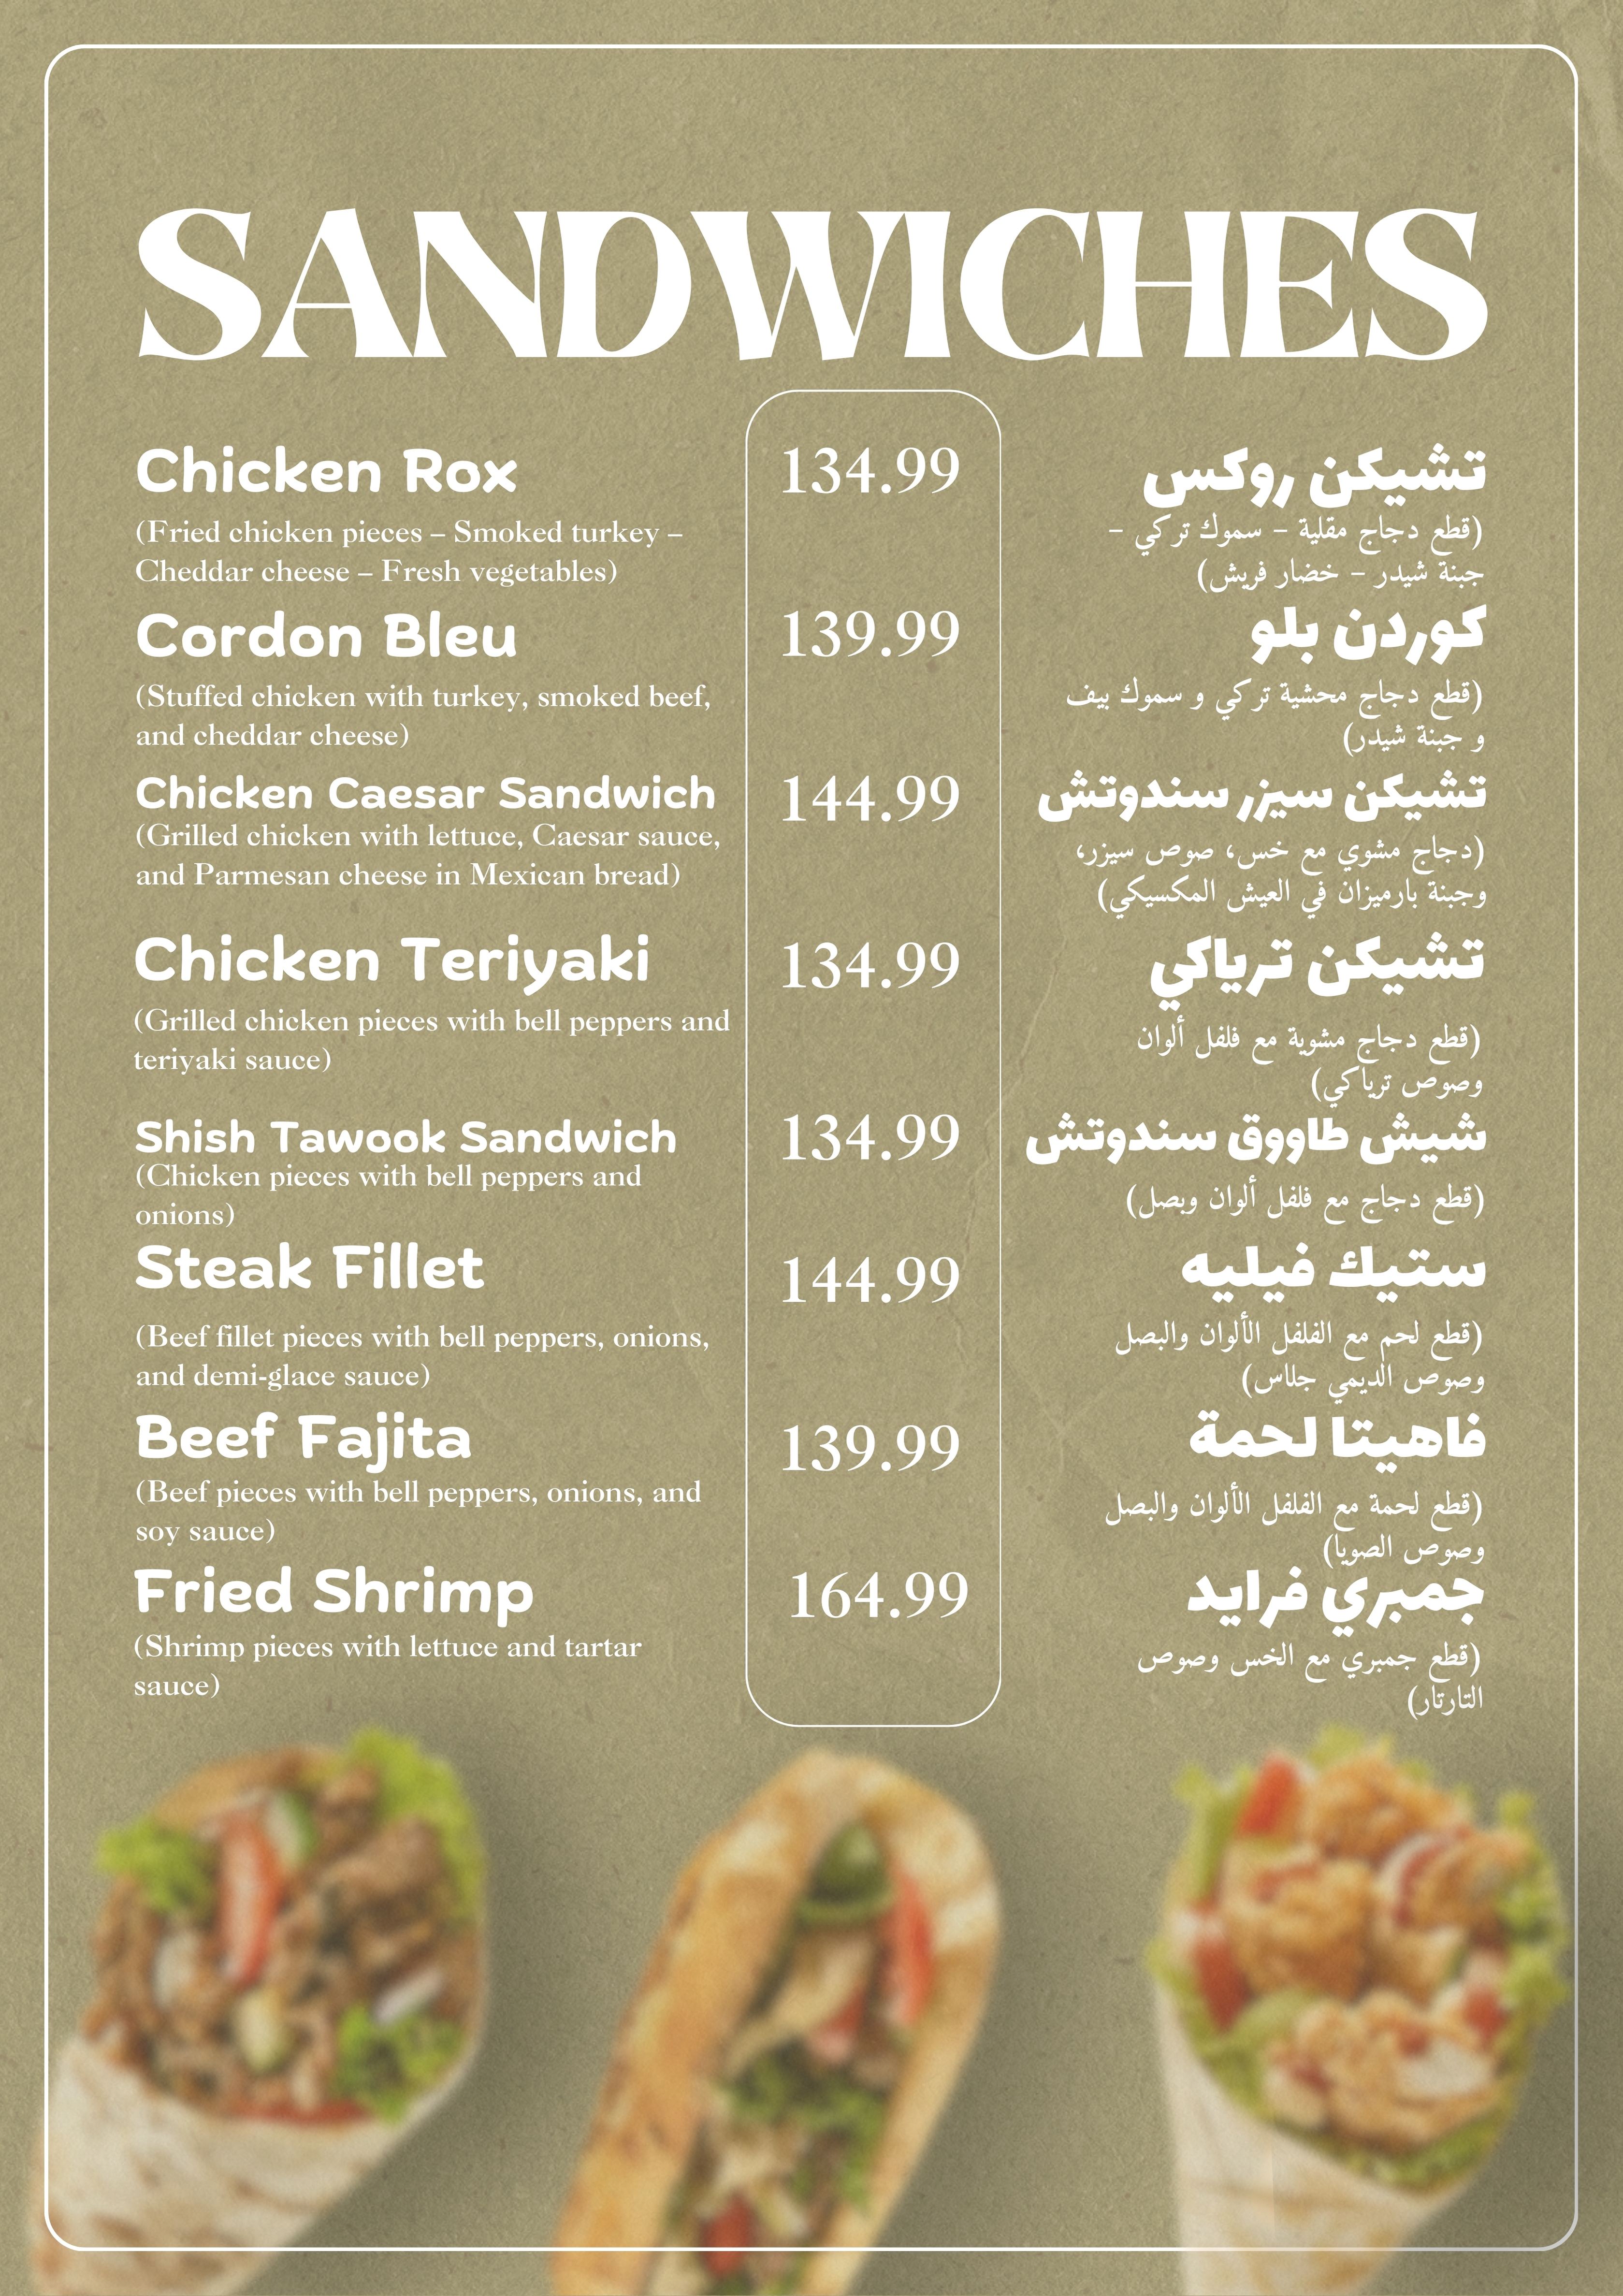 SANDWICHES
Chicken Rox 134.99 تشيكن روكس
(Fried chicken pieces – Smoked turkey –
Cheddar cheese – Fresh vegetables)
(قطع دجاج مقلية – سموك تركي –
جبنة شيدر – خضار فريش)
Cordon Bleu 139.99 كوردن بلو
(Stuffed chicken with turkey, smoked beef,
and cheddar cheese)
(قطع دجاج محشية تركي و سموك بيف
و جبنة شيدر)
Chicken Caesar Sandwich 144.99 تشيكن سيزر سندوتش
(Grilled chicken with lettuce, Caesar sauce,
and Parmesan cheese in Mexican bread)
(دجاج مشوي مع خس، صوص سيزر،
وجبنة بارميزان في العيش المكسيكي)
Chicken Teriyaki 134.99 تشيكن ترياكي
(Grilled chicken pieces with bell peppers and
teriyaki sauce)
(قطع دجاج مشوية مع فلفل ألوان
وصوص ترياكي)
Shish Tawook Sandwich 134.99 شيش طاووق سندوتش
(Chicken pieces with bell peppers and
onions)
(قطع دجاج مع فلفل ألوان وبصل)
Steak Fillet 144.99 ستيك فيليه
(Beef fillet pieces with bell peppers, onions,
and demi-glace sauce)
(قطع لحم مع الفلفل الألوان والبصل
وصوص الديمي جلاس)
Beef Fajita 139.99 فاهيتا لحمة
(Beef pieces with bell peppers, onions, and
soy sauce)
(قطع لحمة مع الفلفل الألوان والبصل
وصوص الصويا)
Fried Shrimp 164.99 جمبري فرايد
(Shrimp pieces with lettuce and tartar
sauce)
(قطع جمبري مع الخس وصوص
التارتار)